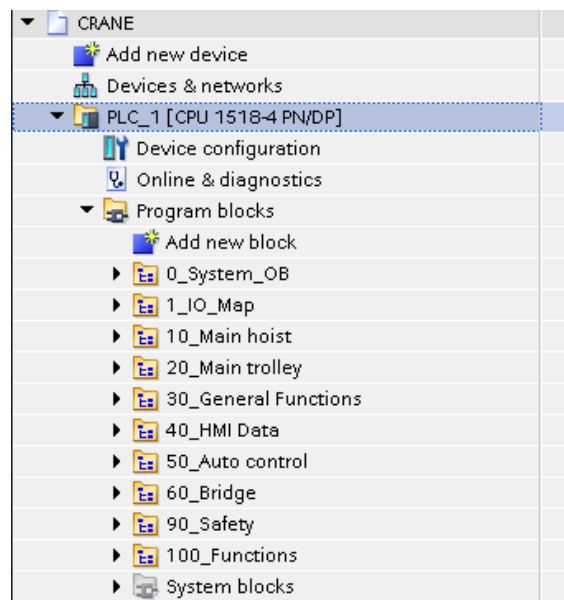 CRANE
Add new device
Devices & networks
PLC_1 [CPU 1518-4 PN/DP]
Device configuration
Online & diagnostics
Program blocks
Add new block
0_System_OB
1_IO_Map
10_Main hoist
20_Main trolley
30_General Functions
40_HMI Data
50_Auto control
60_Bridge
90_Safety
100_Functions
System blocks